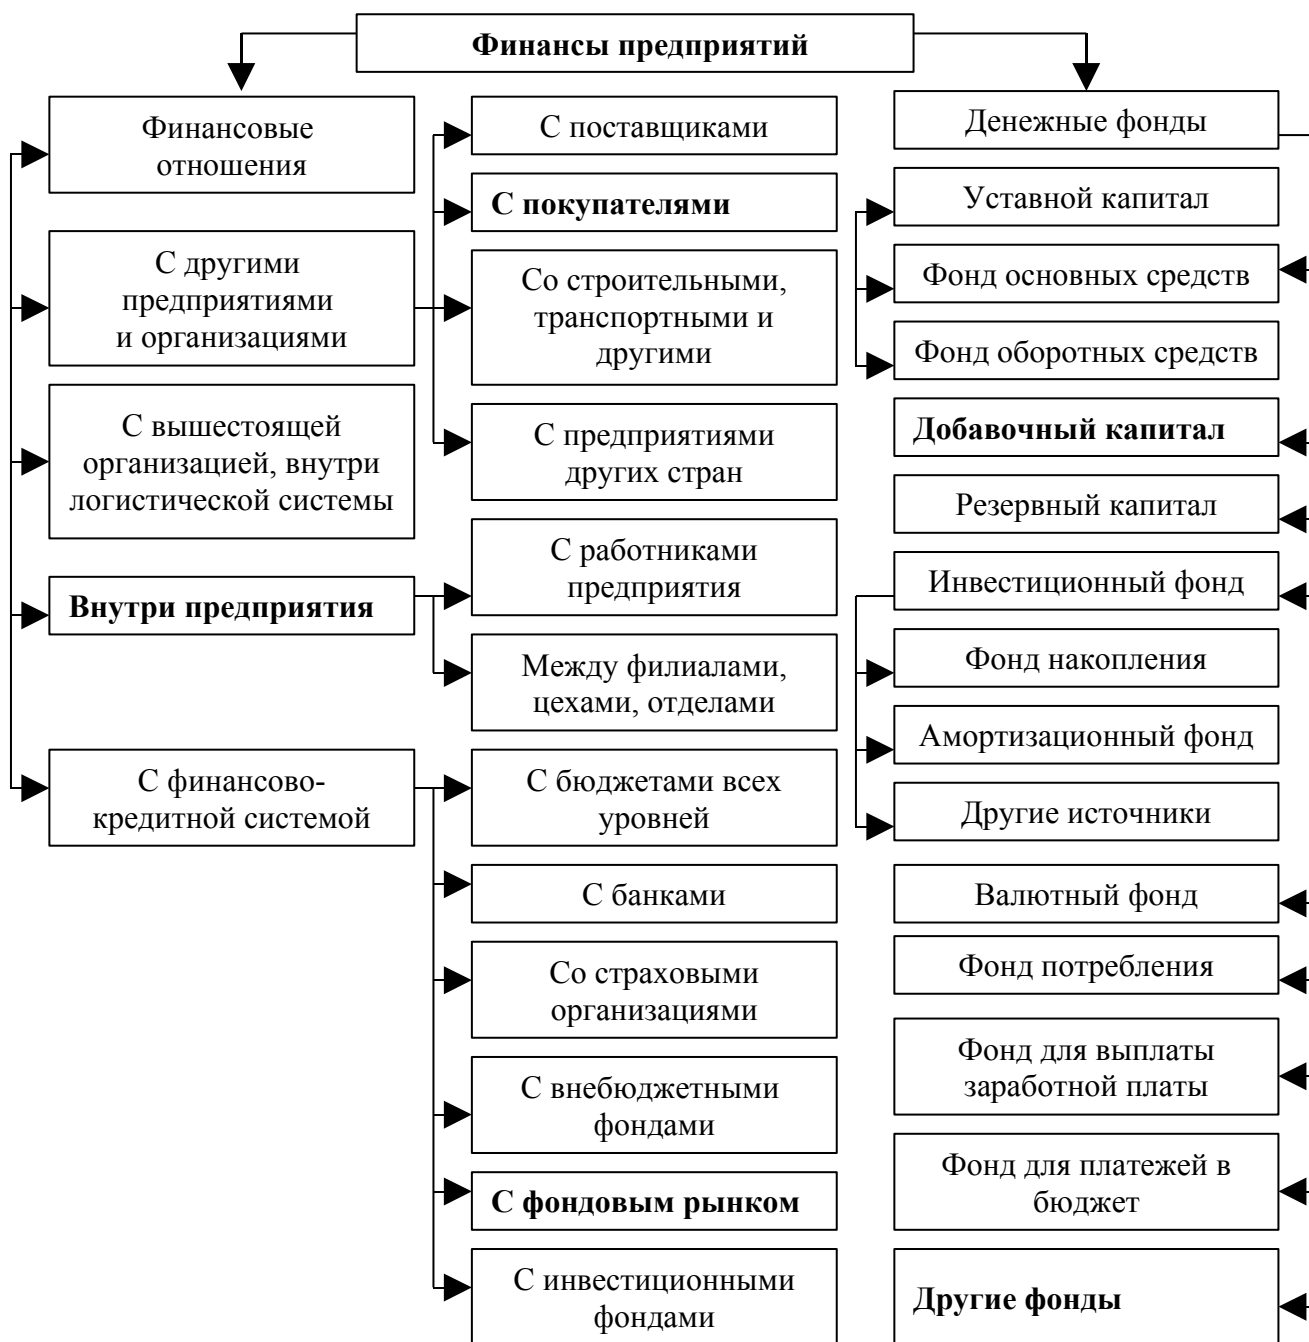 Финансы предприятий
Финансовые
отношения
С другими
предприятиями
и организациями
С вышестоящей
организацией, внутри
логистической системы
Внутри предприятия
С финансово-
кредитной системой
С поставщиками
С покупателями
Со строительными,
транспортными и
другими
С предприятиями
других стран
С работниками
предприятия
Между филиалами,
цехами, отделами
С бюджетами всех
уровней
С банками
Со страховыми
организациями
С внебюджетными
фондами
С фондовым рынком
С инвестиционными
фондами
Денежные фонды
Уставной капитал
Фонд основных средств
Фонд оборотных средств
Добавочный капитал
Резервный капитал
Инвестиционный фонд
Фонд накопления
Амортизационный фонд
Другие источники
Валютный фонд
Фонд потребления
Фонд для выплаты
заработной платы
Фонд для платежей в
бюджет
Другие фонды